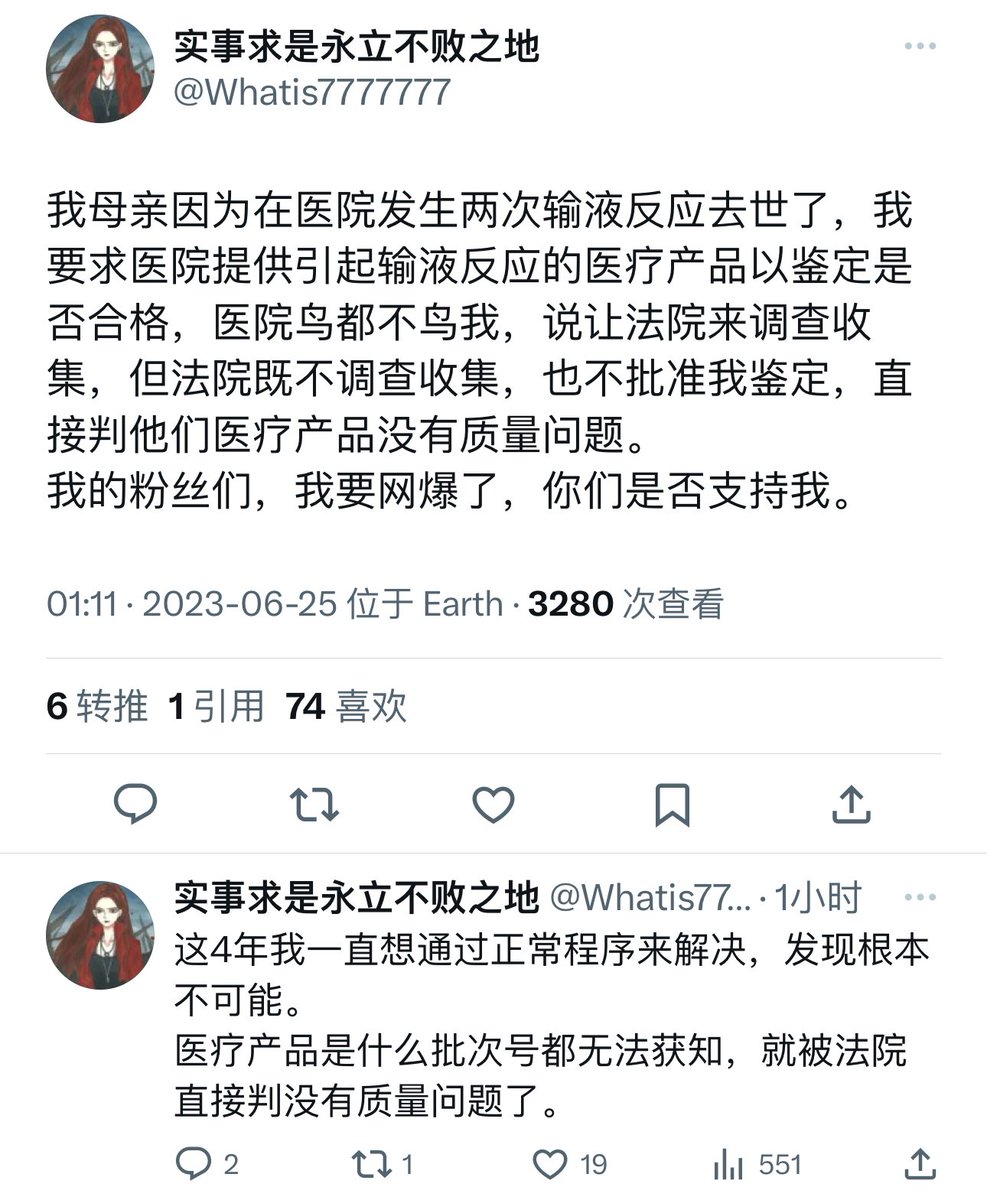 实事求是永立不败之地
@Whatis7777777
我母亲因为在医院发生两次输液反应去世了，我
要求医院提供引起输液反应的医疗产品以鉴定是
否合格，医院鸟都不鸟我，说让法院来调查收
集，但法院既不调查收集，也不批准我鉴定，直
接判他们医疗产品没有质量问题。
我的粉丝们，我要网爆了，你们是否支持我。
01:11 · 2023-06-25 位于 Earth · 3280 次查看
6 转推 1 引用 74 喜欢
实事求是永立不败之地 @Whatis77... · 1小时
这4年我一直想通过正常程序来解决，发现根本
不可能。
医疗产品是什么批次号都无法获知，就被法院
直接判没有质量问题了。
2 1 19 551